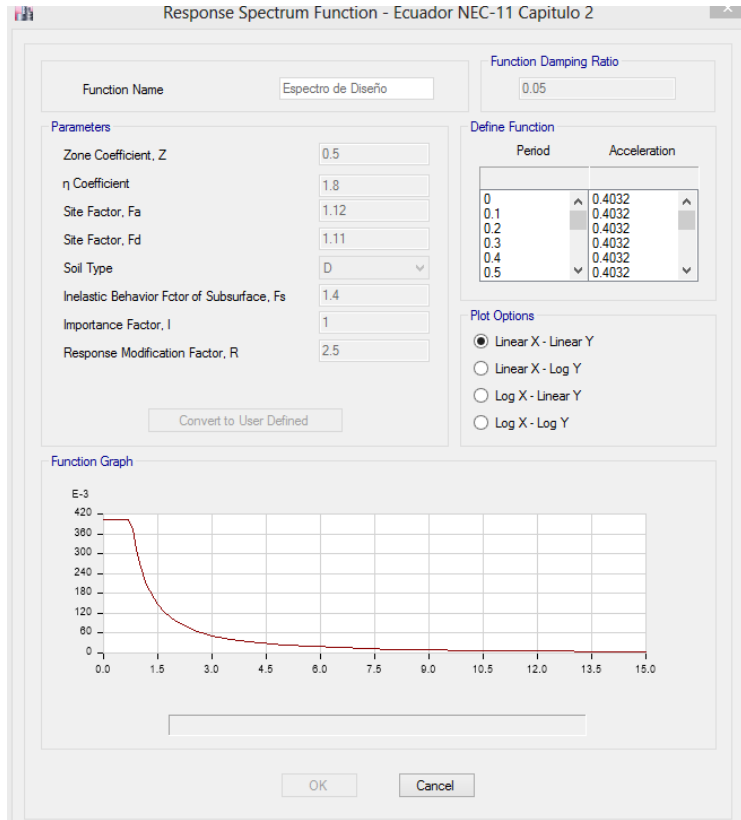 Response Spectrum Function - Ecuador NEC-11 Capitulo 2
Function Name
Espectro de Diseño
Function Damping Ratio
0.05
Parameters
Zone Coefficient, Z
0.5
η Coefficient
1.8
Site Factor, Fa
1.12
Site Factor, Fd
1.11
Soil Type
D
Inelastic Behavior Fctor of Subsurface, Fs
1.4
Importance Factor, I
1
Response Modification Factor, R
2.5
Convert to User Defined
Define Function
Period Acceleration
0 0.4032
0.1 0.4032
0.2 0.4032
0.3 0.4032
0.4 0.4032
0.5 0.4032
Plot Options
Linear X - Linear Y
Linear X - Log Y
Log X - Linear Y
Log X - Log Y
Function Graph
E-3
420
360
300
240
180
120
60
0
0.0 1.5 3.0 4.5 6.0 7.5 9.0 10.5 12.0 13.5 15.0
OK Cancel